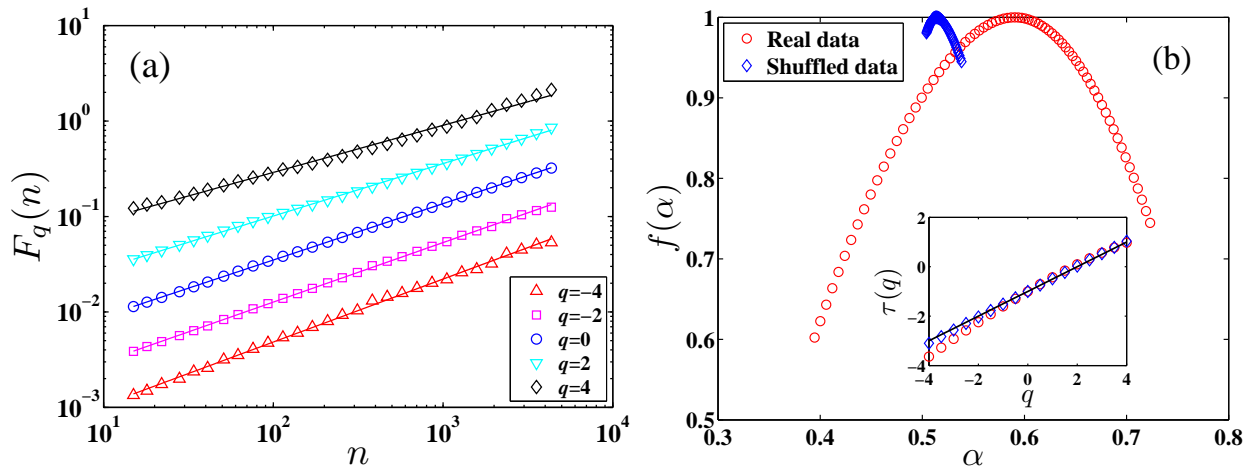 (a)
F_q(n)
10^1
10^0
10^−1
10^−2
10^−3
10^1
10^2
10^3
10^4
n
q=−4
q=−2
q=0
q=2
q=4
(b)
f(α)
1
0.9
0.8
0.7
0.6
0.5
0.3
0.4
0.5
0.6
0.7
0.8
α
Real data
Shuffled data
τ(q)
2
0
−2
−4
−4
−2
0
2
4
q